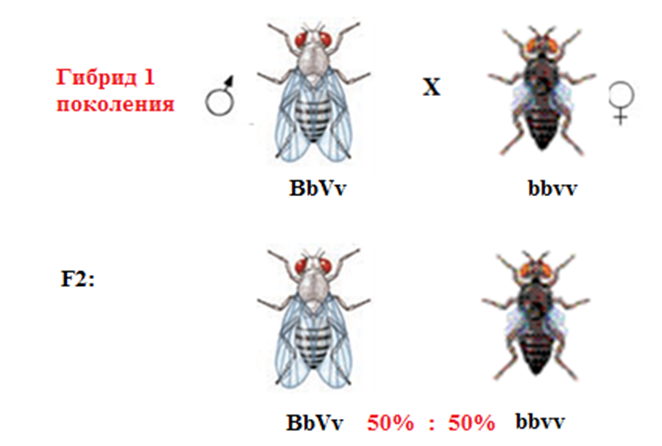 Гибрид 1
поколения
♂
X
♀
BbVv
bbvv
F2:
BbVv 50% : 50% bbvv